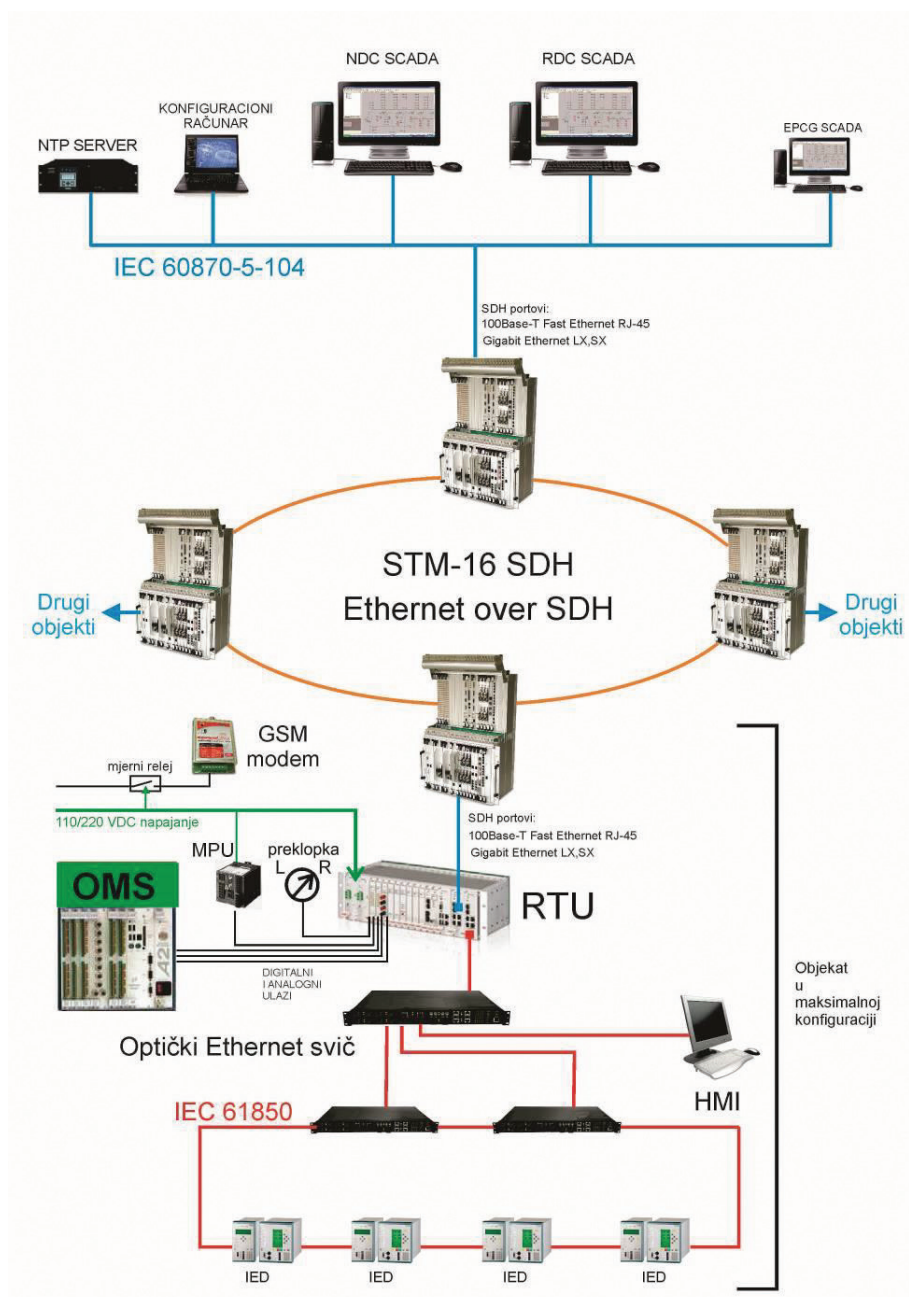 NDC SCADA
RDC SCADA
KONFIGURACIONI
RAČUNAR
EPCG SCADA
NTP SERVER
IEC 60870-5-104
SDH portovi:
100Base-T Fast Ethernet RJ-45
Gigabit Ethernet LX,SX
STM-16 SDH
Ethernet over SDH
Drugi
objekti
Drugi
objekti
GSM
modem
mjerni relej
110/220 VDC napajanje
SDH portovi:
100Base-T Fast Ethernet RJ-45
Gigabit Ethernet LX,SX
MPU
preklopka
L R
OMS
A2
RTU
DIGITALNI
I ANALOGNI
ULAZI
Objekat
u
maksimalnoj
konfiguraciji
Optički Ethernet svič
HMI
IEC 61850
IED
IED
IED
IED